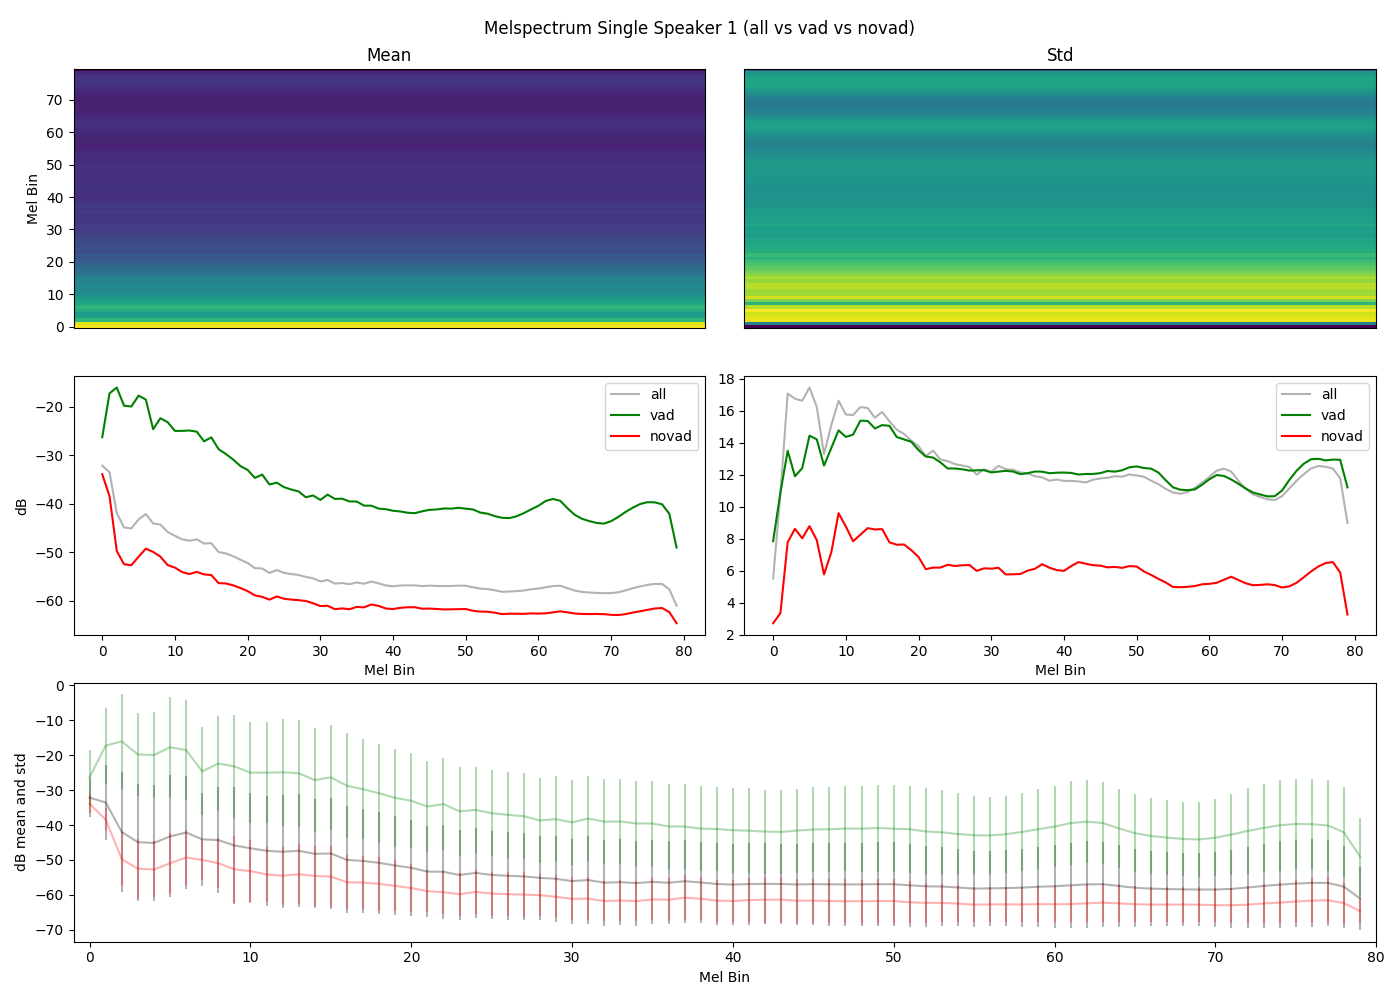 Melspectrum Single Speaker 1 (all vs vad vs novad)
Mean
Std
Mel Bin
70
60
50
40
30
20
10
0
dB
−20
−30
−40
−50
−60
all
vad
novad
0 10 20 30 40 50 60 70 80
Mel Bin
18
16
14
12
10
8
6
4
2
all
vad
novad
0 10 20 30 40 50 60 70 80
Mel Bin
dB mean and std
0
−10
−20
−30
−40
−50
−60
−70
0 10 20 30 40 50 60 70 80
Mel Bin